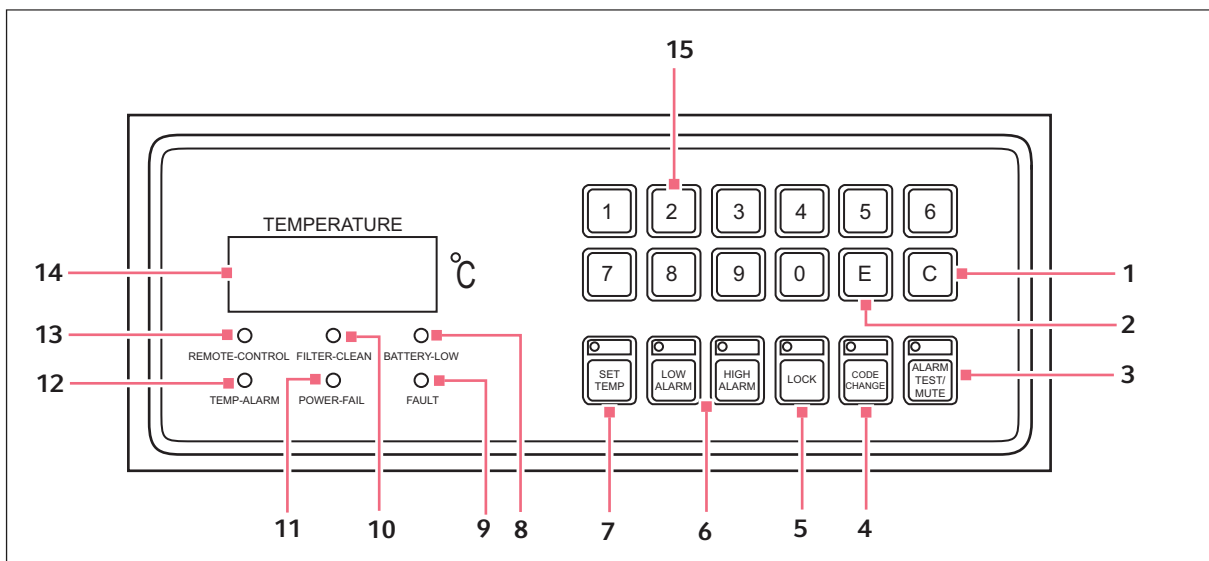 15
1 2 3 4 5 6
TEMPERATURE
14
°C
7 8 9 0 E C
1
2
13
REMOTE-CONTROL FILTER-CLEAN BATTERY-LOW
12
TEMP-ALARM POWER-FAIL FAULT
SET
TEMP
LOW
ALARM
HIGH
ALARM
LOCK
CODE
CHANGE
ALARM
TEST/
MUTE
3
11 10 9 8 7 6 5 4